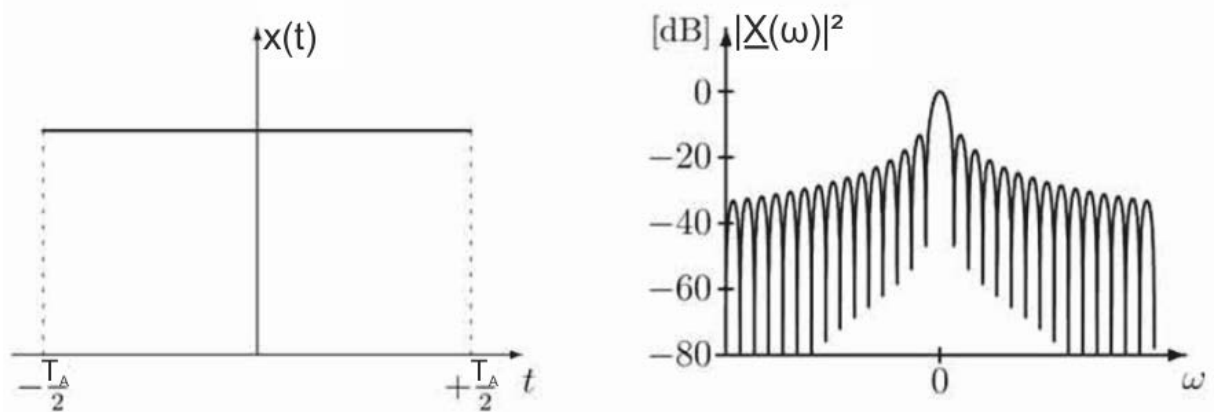 x(t)
−T_A/2
+T_A/2
t
[dB]
|X(ω)|²
0
−20
−40
−60
−80
0
ω